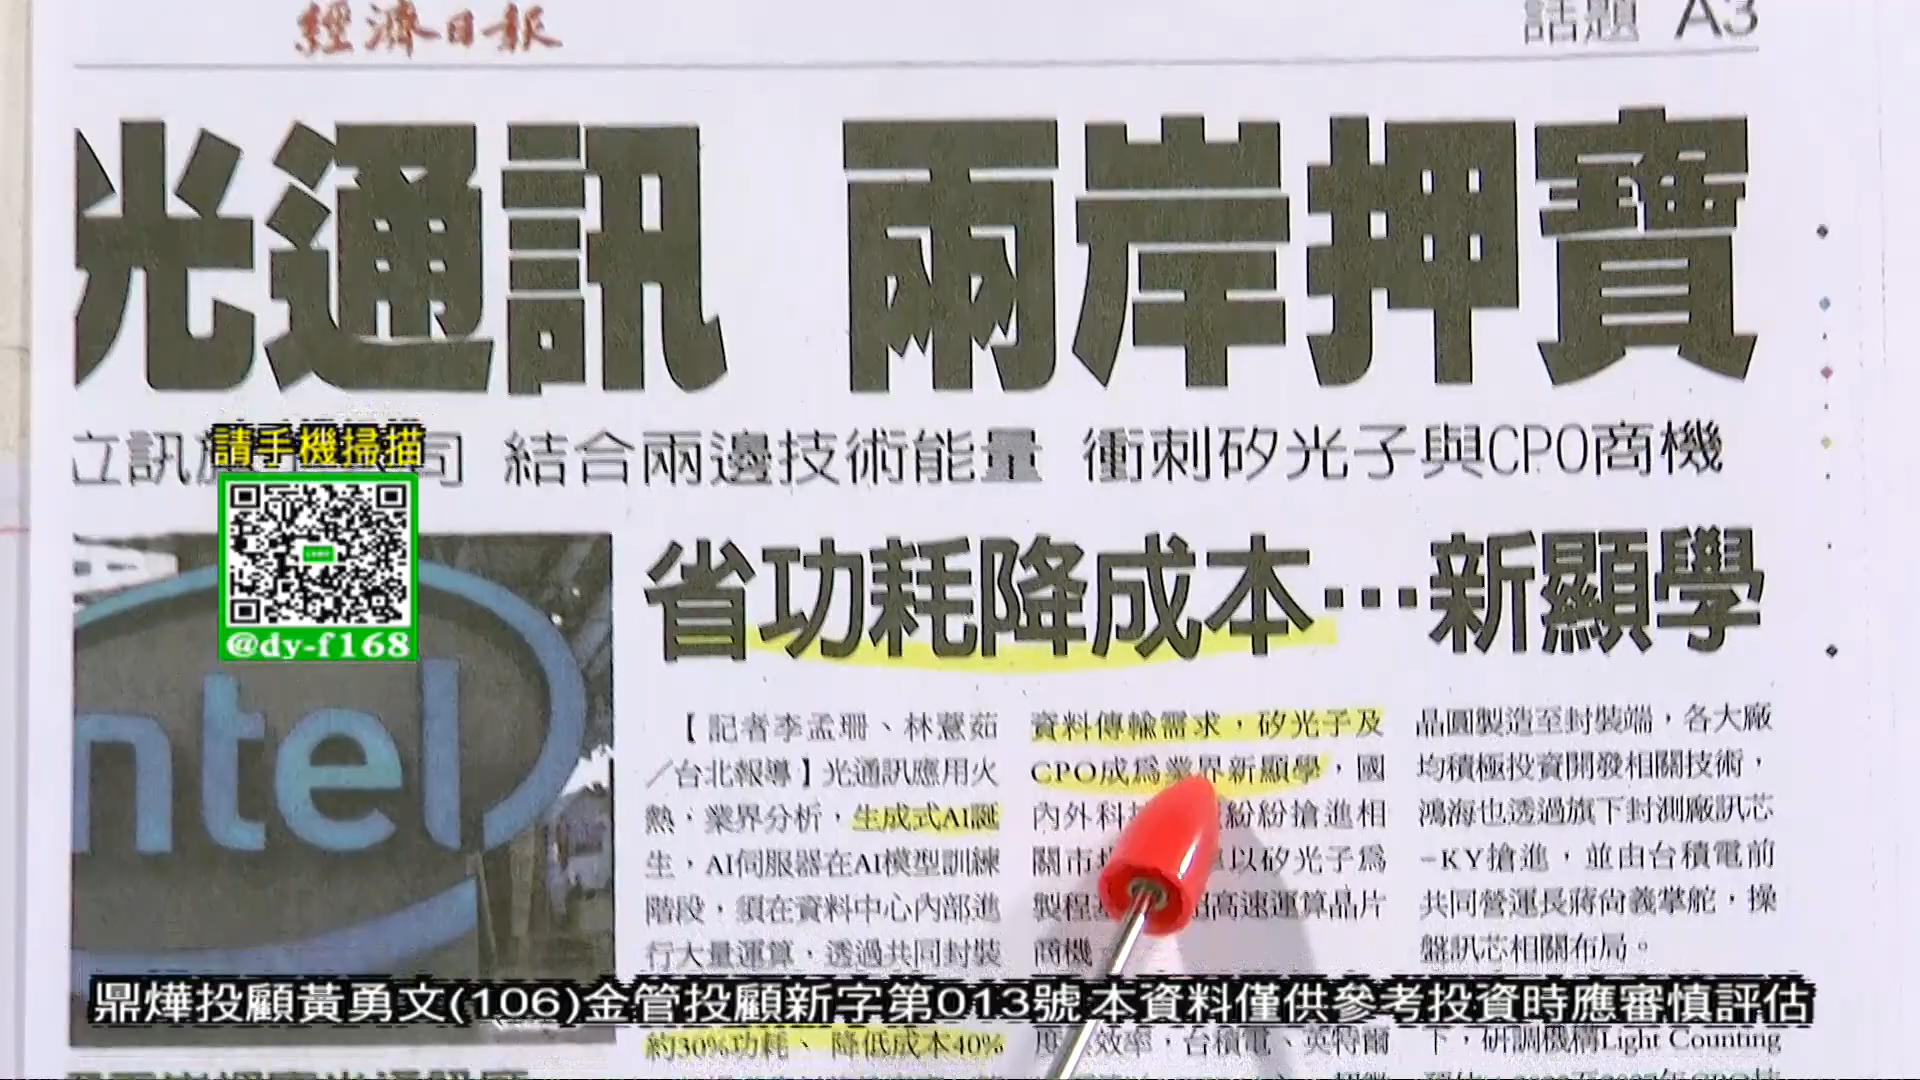 經濟日報
話題 A3
光通訊 兩岸押寶
立訊 司 結合兩邊技術能量 衝刺矽光子與CPO商機
請手機掃描
@dy-f168
ntel
省功耗降成本…新顯學
【記者李孟珊、林薏茹
／台北報導】光通訊應用火
熱，業界分析，生成式AI誕
生，AI伺服器在AI模型訓練
階段，須在資料中心內部進
行大量運算，透過共同封裝
約30%功耗、降低成本40%
資料傳輸需求，矽光子及
CPO成為業界新顯學，國
內外科 紛紛搶進相
關市 以矽光子為
製程 高速運算晶片
商機
效率，台積電、英特爾
晶圓製造至封裝端，各大廠
均積極投資開發相關技術，
鴻海也透過旗下封測廠訊芯
-KY搶進，並由台積電前
共同營運長蔣尚義掌舵，操
盤訊芯相關布局。
下，研調機構Light Counting
鼎燁投顧黃勇文(106)金管投顧新字第013號 本資料僅供參考投資時應審慎評估